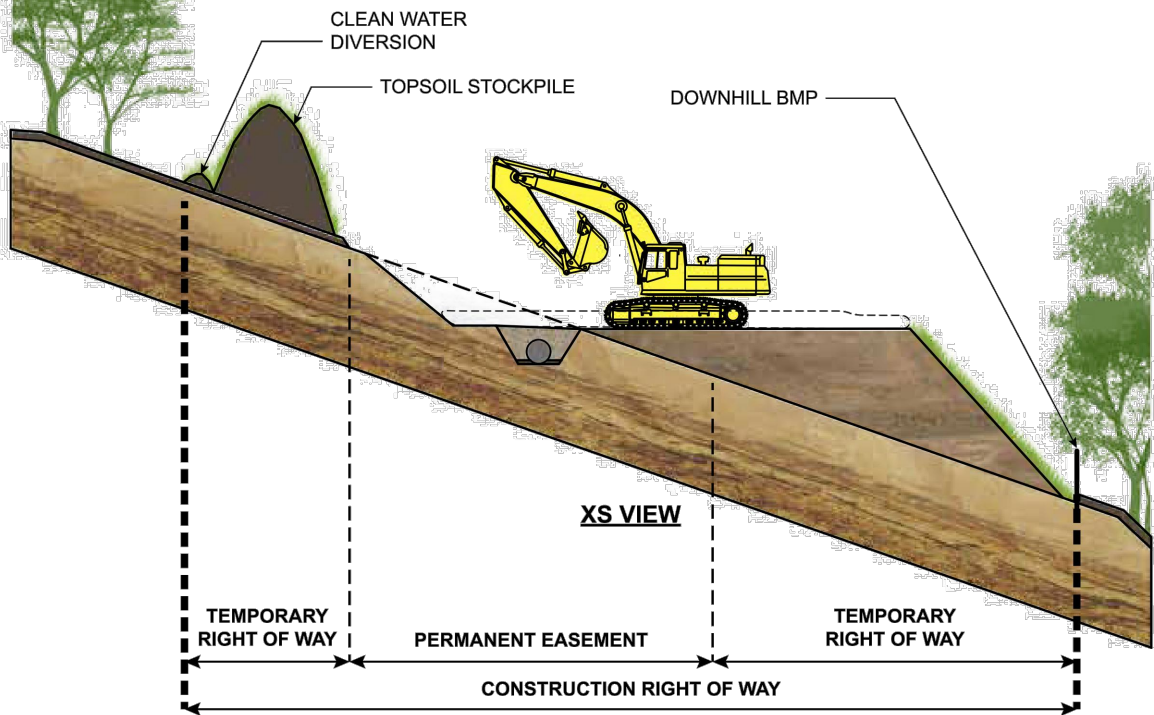 CLEAN WATER
DIVERSION
TOPSOIL STOCKPILE
DOWNHILL BMP
XS VIEW
TEMPORARY
RIGHT OF WAY
PERMANENT EASEMENT
TEMPORARY
RIGHT OF WAY
CONSTRUCTION RIGHT OF WAY